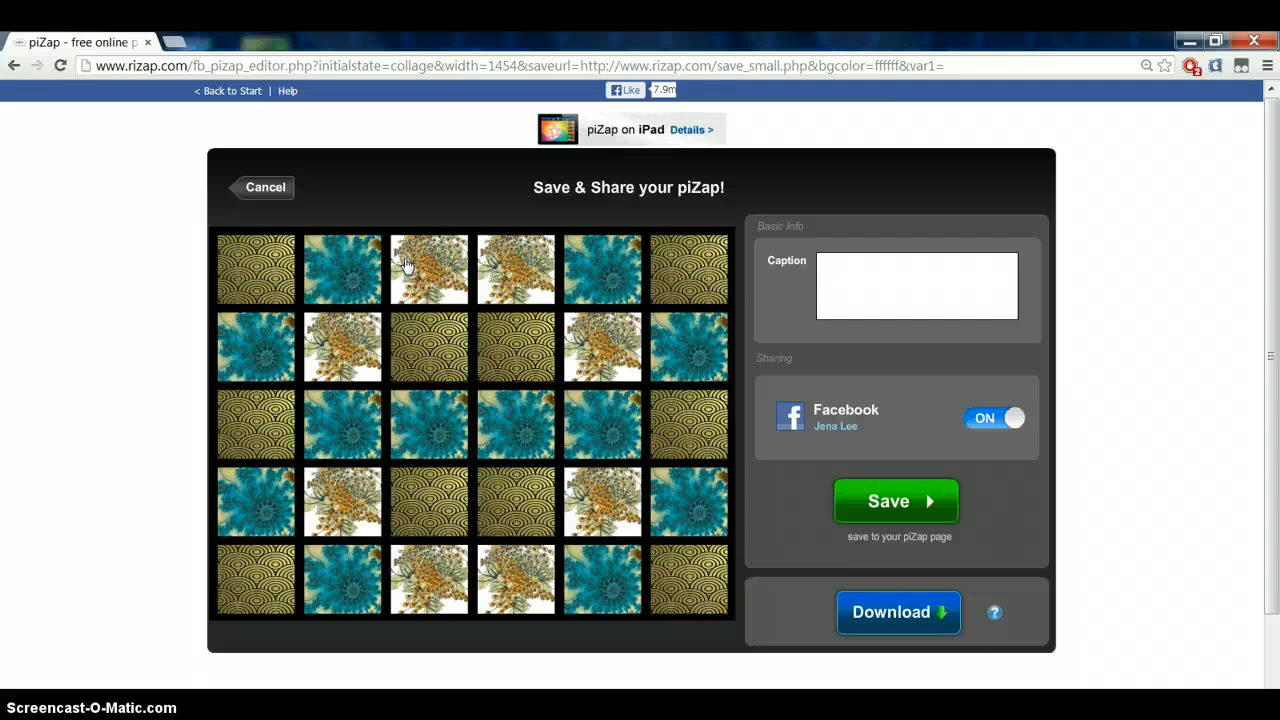 piZap - free online p
www.rizap.com/fb_pizap_editor.php?initialstate=collage&width=1454&saveurl=http://www.rizap.com/save_small.php&bgcolor=ffffff&var1=
2
< Back to Start | Help
Like 7.9m
piZap on iPad Details >
Cancel
Save & Share your piZap!
Basic Info
Caption
Sharing
Facebook
Jena Lee
ON
Save
save to your piZap page
Download
?
Screencast-O-Matic.com